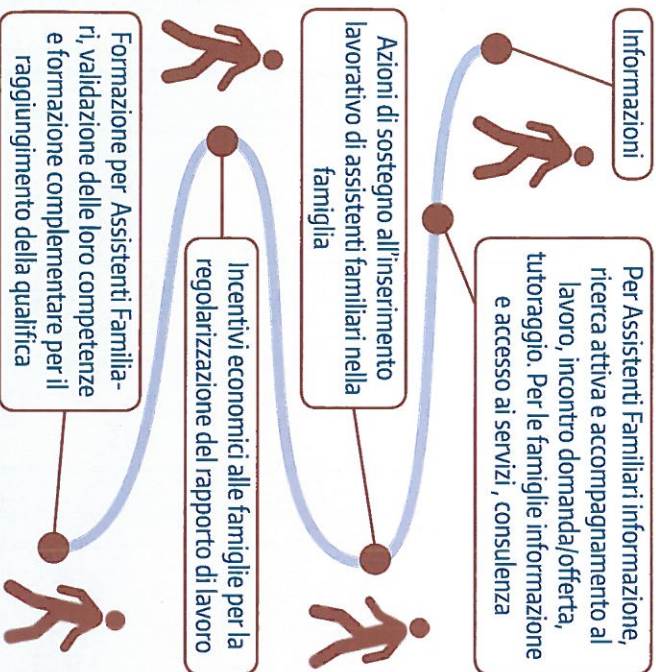 Informazioni
Per Assistenti Familiari informazione,
ricerca attiva e accompagnamento al
lavoro, incontro domanda/offerta,
tutoraggio. Per le famiglie informazione
e accesso ai servizi , consulenza
Azioni di sostegno all'inserimento
lavorativo di assistenti familiari nella
famiglia
Incentivi economici alle famiglie per la
regolarizzazione del rapporto di lavoro
Formazione per Assistenti Familia-
ri, validazione delle loro competenze
e formazione complementare per il
raggiungimento della qualifica